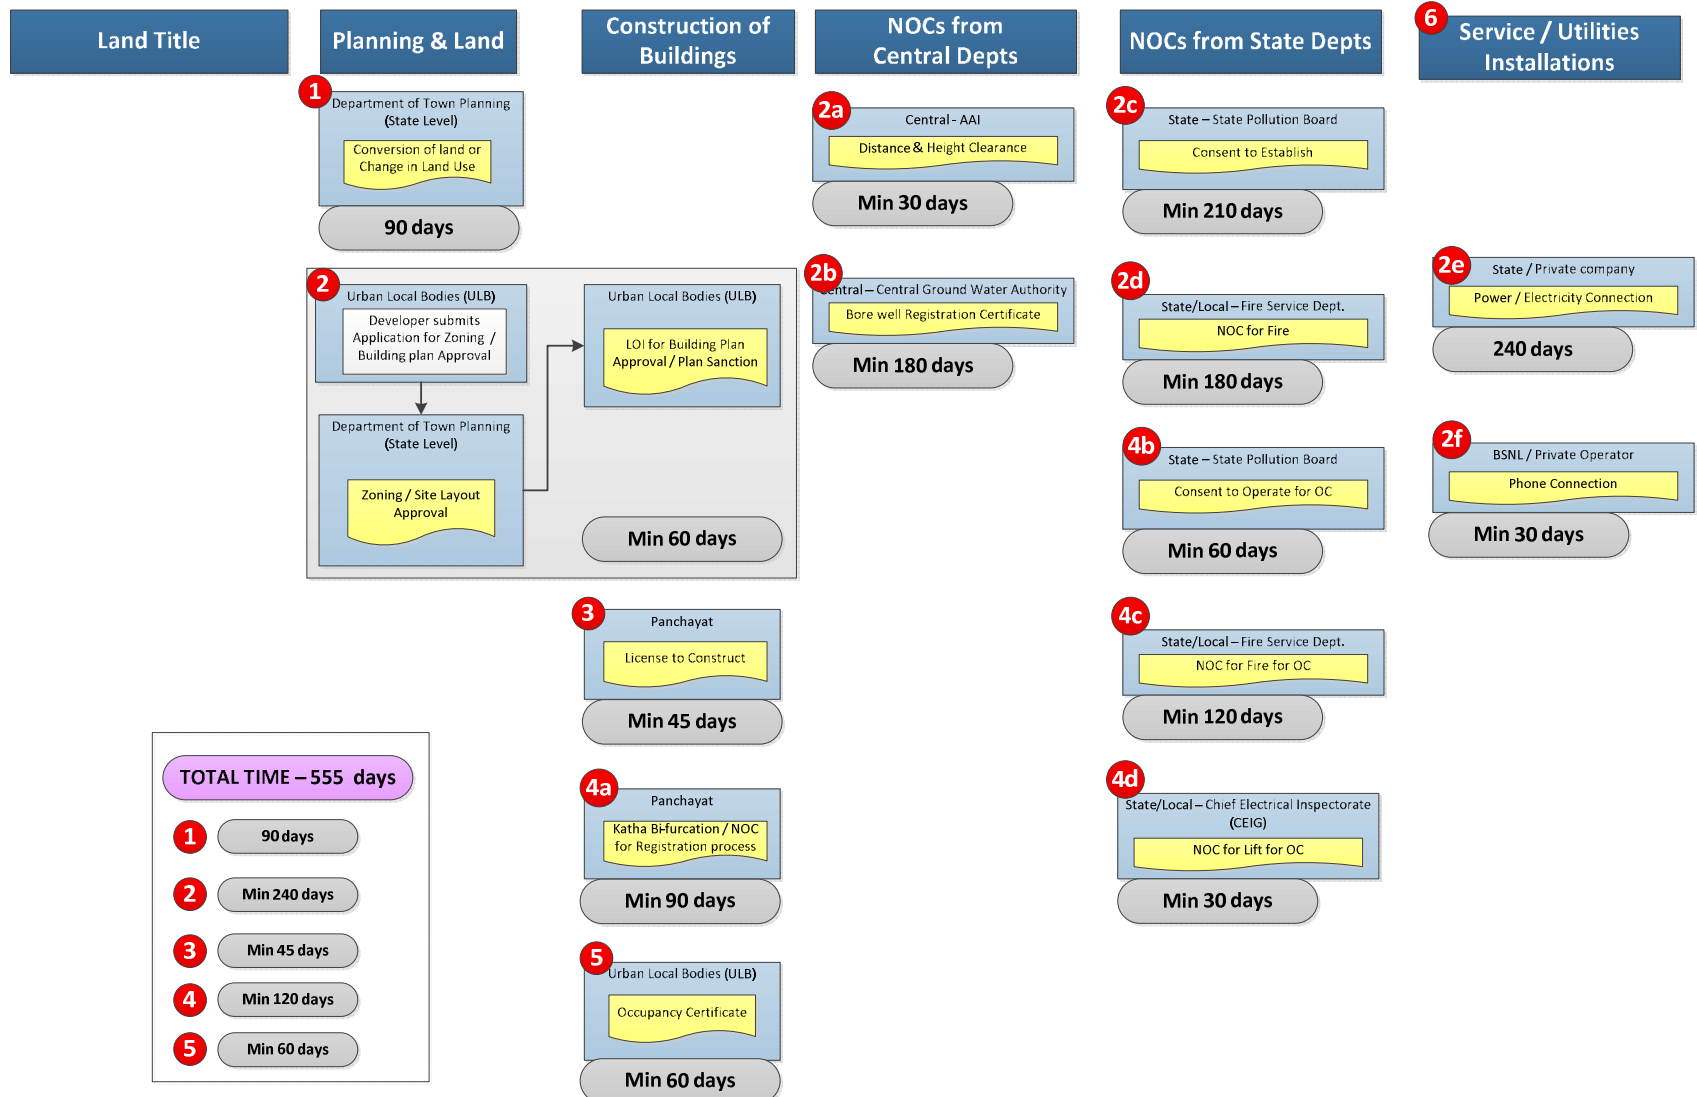 Land Title
Planning & Land
Construction of
Buildings
NOCs from
Central Depts
NOCs from State Depts
6
Service / Utilities
Installations
1
Department of Town Planning
(State Level)
Conversion of land or
Change in Land Use
90 days
2
Urban Local Bodies (ULB)
Developer submits
Application for Zoning /
Building plan Approval
Department of Town Planning
(State Level)
Zoning / Site Layout
Approval
Urban Local Bodies (ULB)
LOI for Building Plan
Approval / Plan Sanction
Min 60 days
3
Panchayat
License to Construct
Min 45 days
4a
Panchayat
Katha Bi-furcation / NOC
for Registration process
Min 90 days
5
Urban Local Bodies (ULB)
Occupancy Certificate
Min 60 days
2a
Central - AAI
Distance & Height Clearance
Min 30 days
2b
Central – Central Ground Water Authority
Bore well Registration Certificate
Min 180 days
2c
State – State Pollution Board
Consent to Establish
Min 210 days
2d
State/Local – Fire Service Dept.
NOC for Fire
Min 180 days
4b
State – State Pollution Board
Consent to Operate for OC
Min 60 days
4c
State/Local – Fire Service Dept.
NOC for Fire for OC
Min 120 days
4d
State/Local – Chief Electrical Inspectorate
(CEIG)
NOC for Lift for OC
Min 30 days
2e
State / Private company
Power / Electricity Connection
240 days
2f
BSNL / Private Operator
Phone Connection
Min 30 days
TOTAL TIME – 555 days
1 90 days
2 Min 240 days
3 Min 45 days
4 Min 120 days
5 Min 60 days